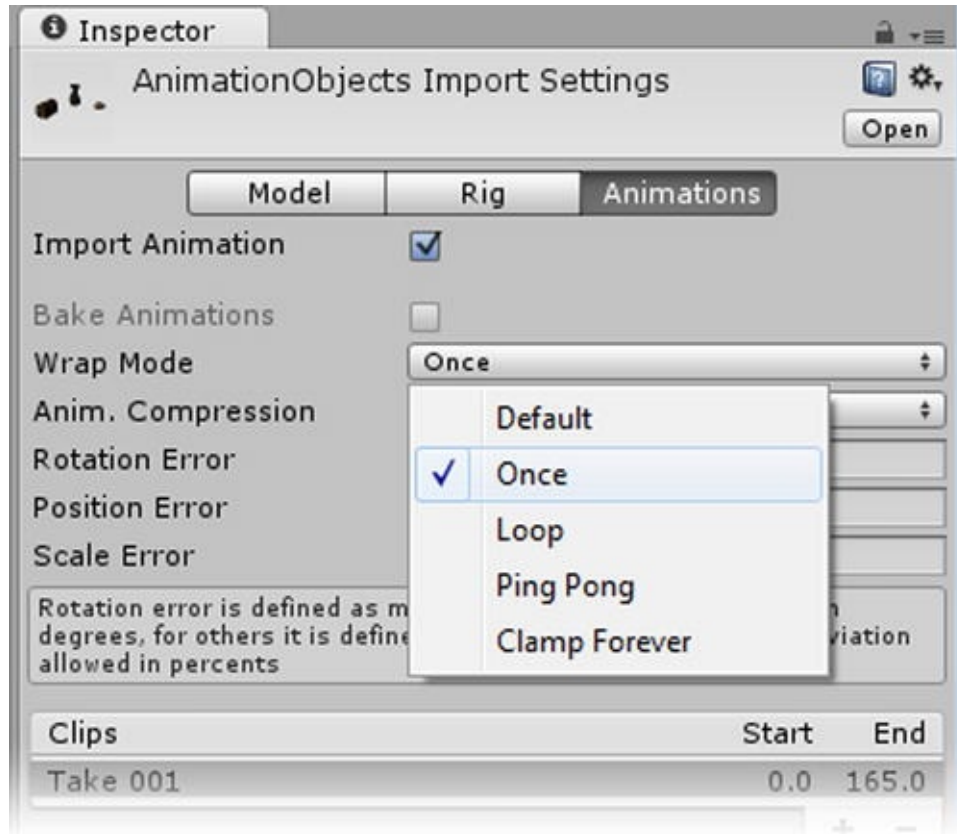 Inspector
AnimationObjects Import Settings
Open
Model Rig Animations
Import Animation
Bake Animations
Wrap Mode Once
Anim. Compression
Default
Rotation Error
Once
Position Error
Loop
Scale Error
Ping Pong
Clamp Forever
Rotation error is defined as
degrees, for others it is
allowed in percents
Clips Start End
Take 001 0.0 165.0